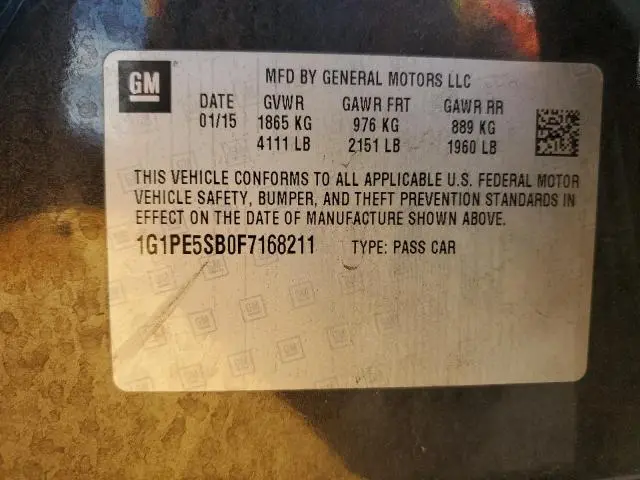 GM
MFD BY GENERAL MOTORS LLC
DATE GVWR GAWR FRT GAWR RR
01/15 1865 KG 976 KG 889 KG
4111 LB 2151 LB 1960 LB
THIS VEHICLE CONFORMS TO ALL APPLICABLE U.S. FEDERAL MOTOR
VEHICLE SAFETY, BUMPER, AND THEFT PREVENTION STANDARDS IN
EFFECT ON THE DATE OF MANUFACTURE SHOWN ABOVE.
1G1PE5SB0F7168211 TYPE: PASS CAR